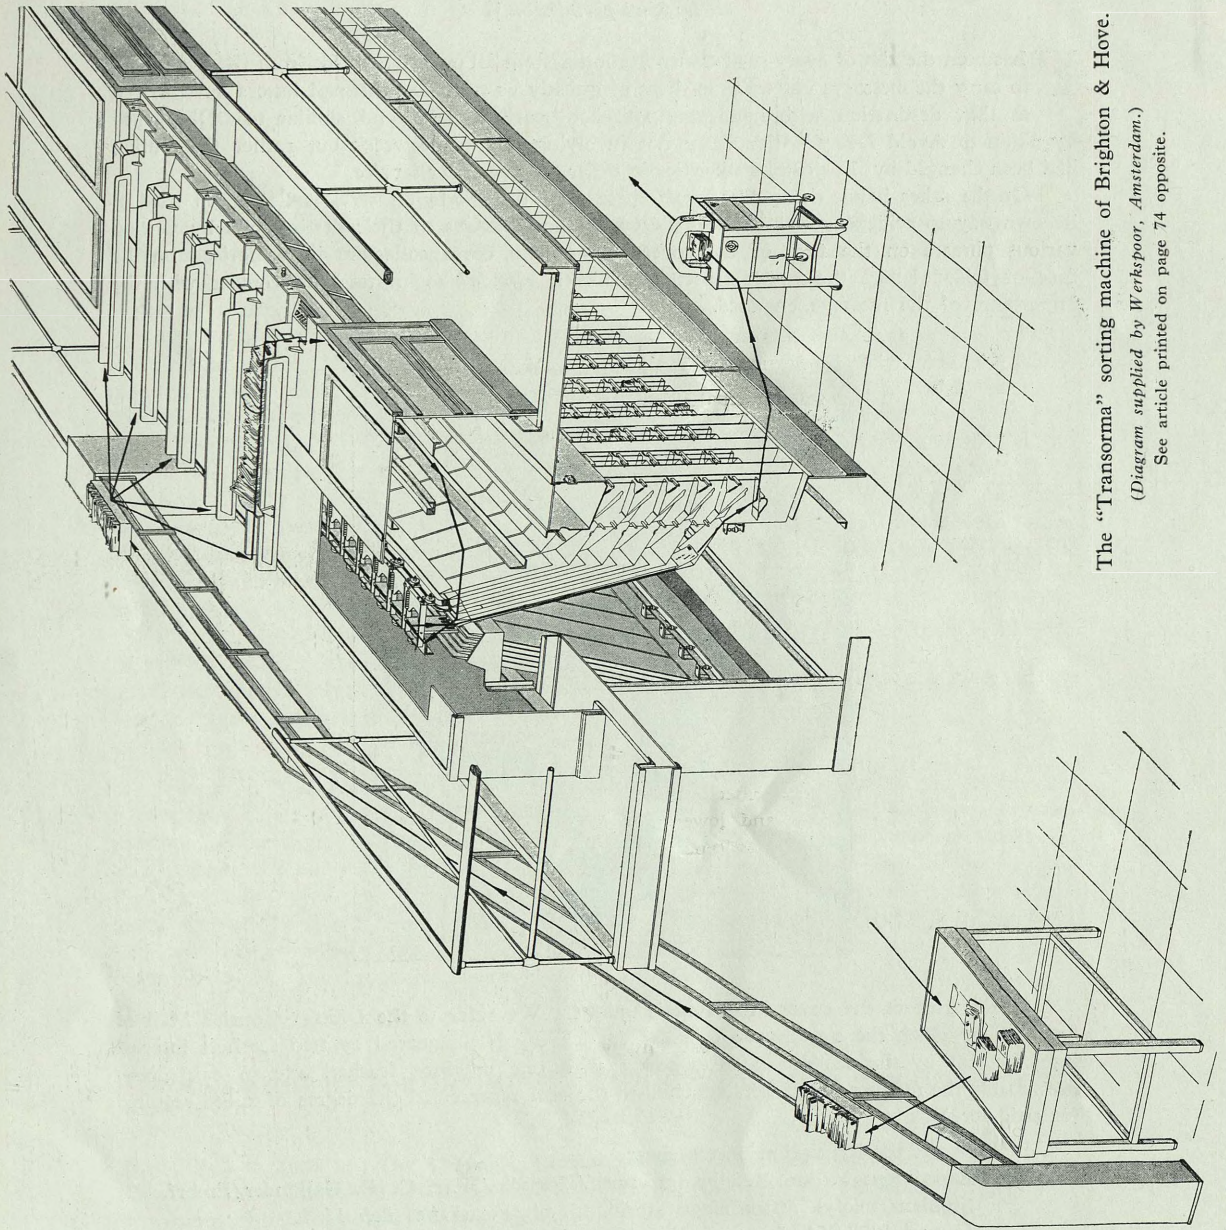 The “Transorma” sorting machine of Brighton & Hove.
(Diagram supplied by Werkspoor, Amsterdam.)
See article printed on page 74 opposite.